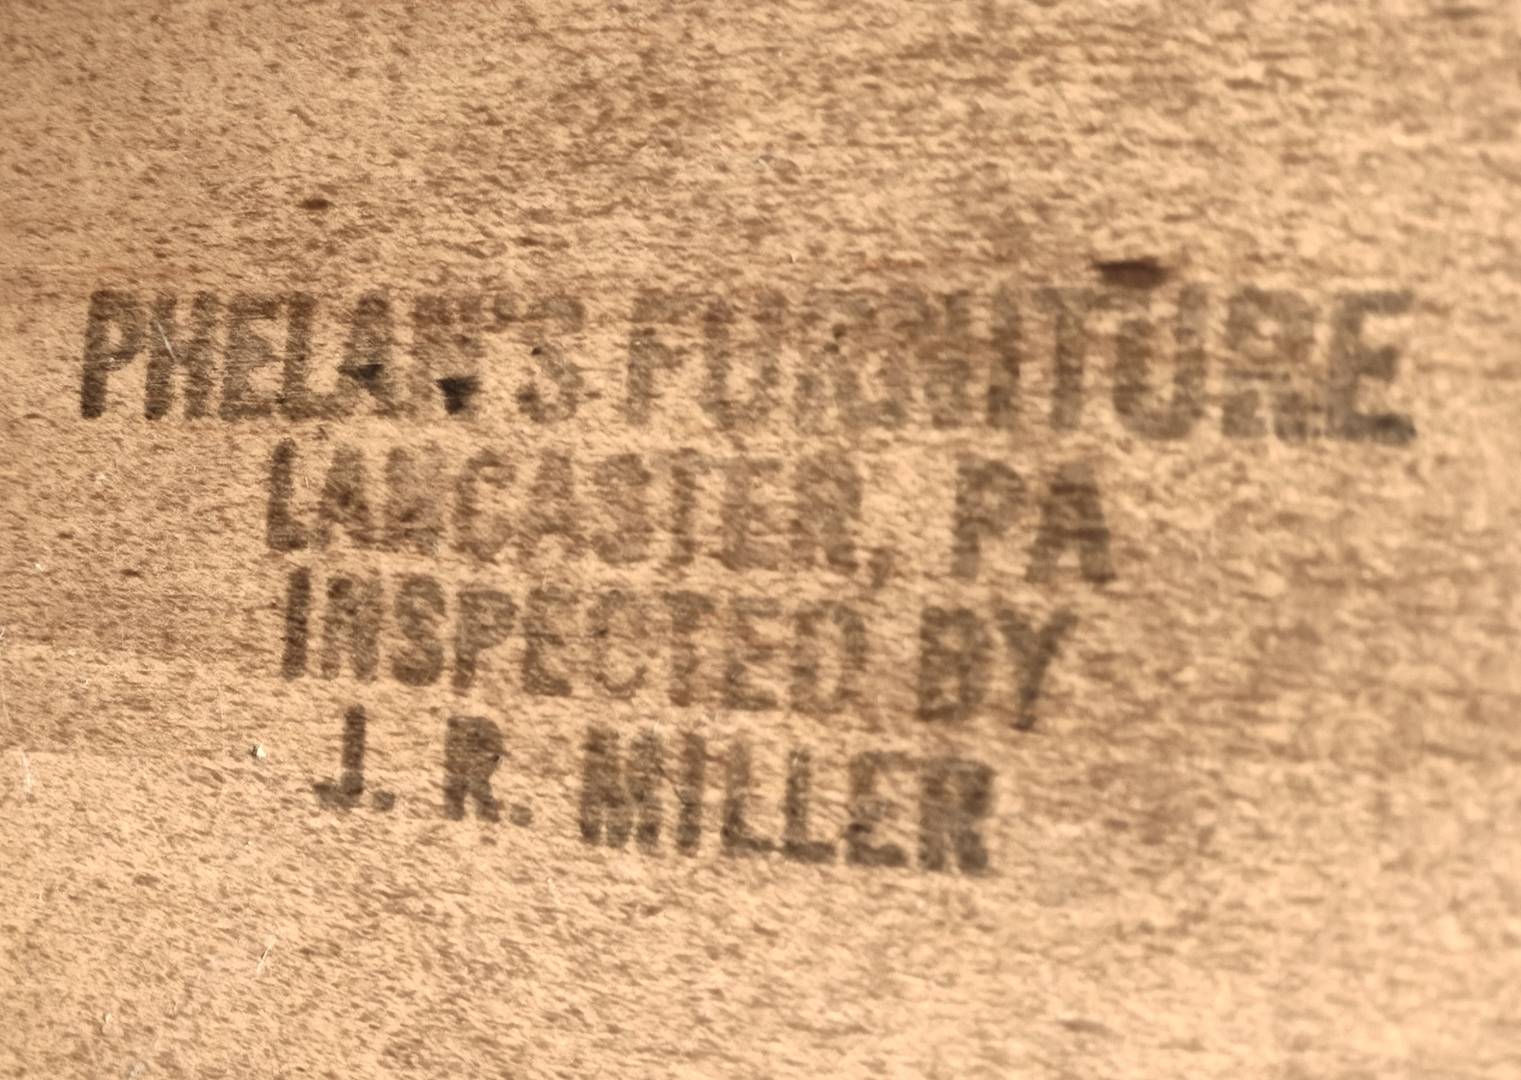 PHELAN'S FURNITURE
LANCASTER, PA
INSPECTED BY
J. R. MILLER